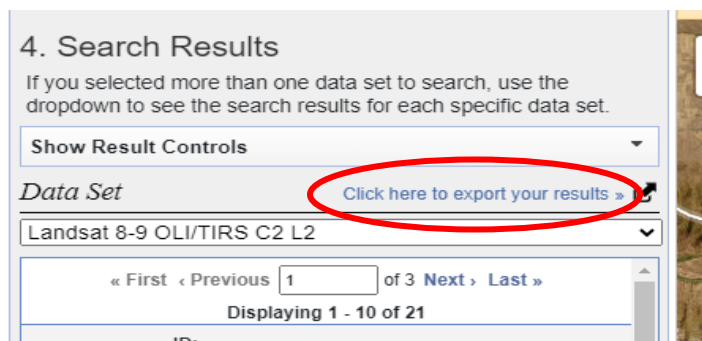 4. Search Results
If you selected more than one data set to search, use the
dropdown to see the search results for each specific data set.
Show Result Controls
Data Set Click here to export your results »
Landsat 8-9 OLI/TIRS C2 L2
« First ‹ Previous 1 of 3 Next › Last »
Displaying 1 - 10 of 21
ID: